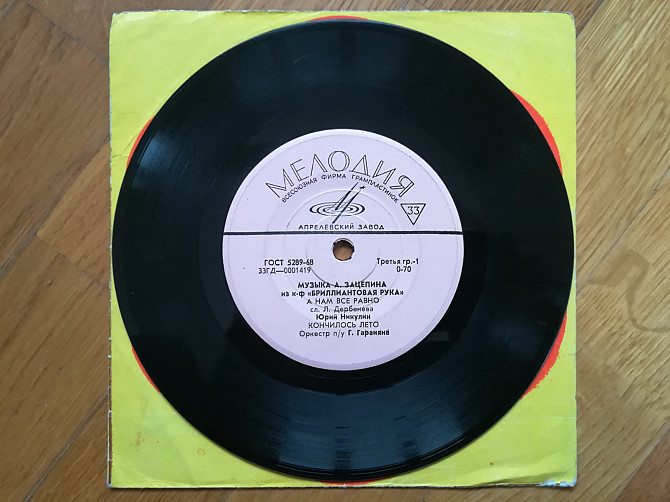 МЕЛОДИЯ
ВСЕСОЮЗНАЯ ФИРМА ГРАМПЛАСТИНОК
33
АПРЕЛЕВСКИЙ ЗАВОД
ГОСТ 5289-68 Третья гр.-1
33ГД—0001419 0-70
МУЗЫКА А. ЗАЦЕПИНА
из к-ф «БРИЛЛИАНТОВАЯ РУКА»
А НАМ ВСЕ РАВНО
сл. Л. Дербенева
Юрий Никулин
КОНЧИЛОСЬ ЛЕТО
Оркестр п/у Г. Гараняна